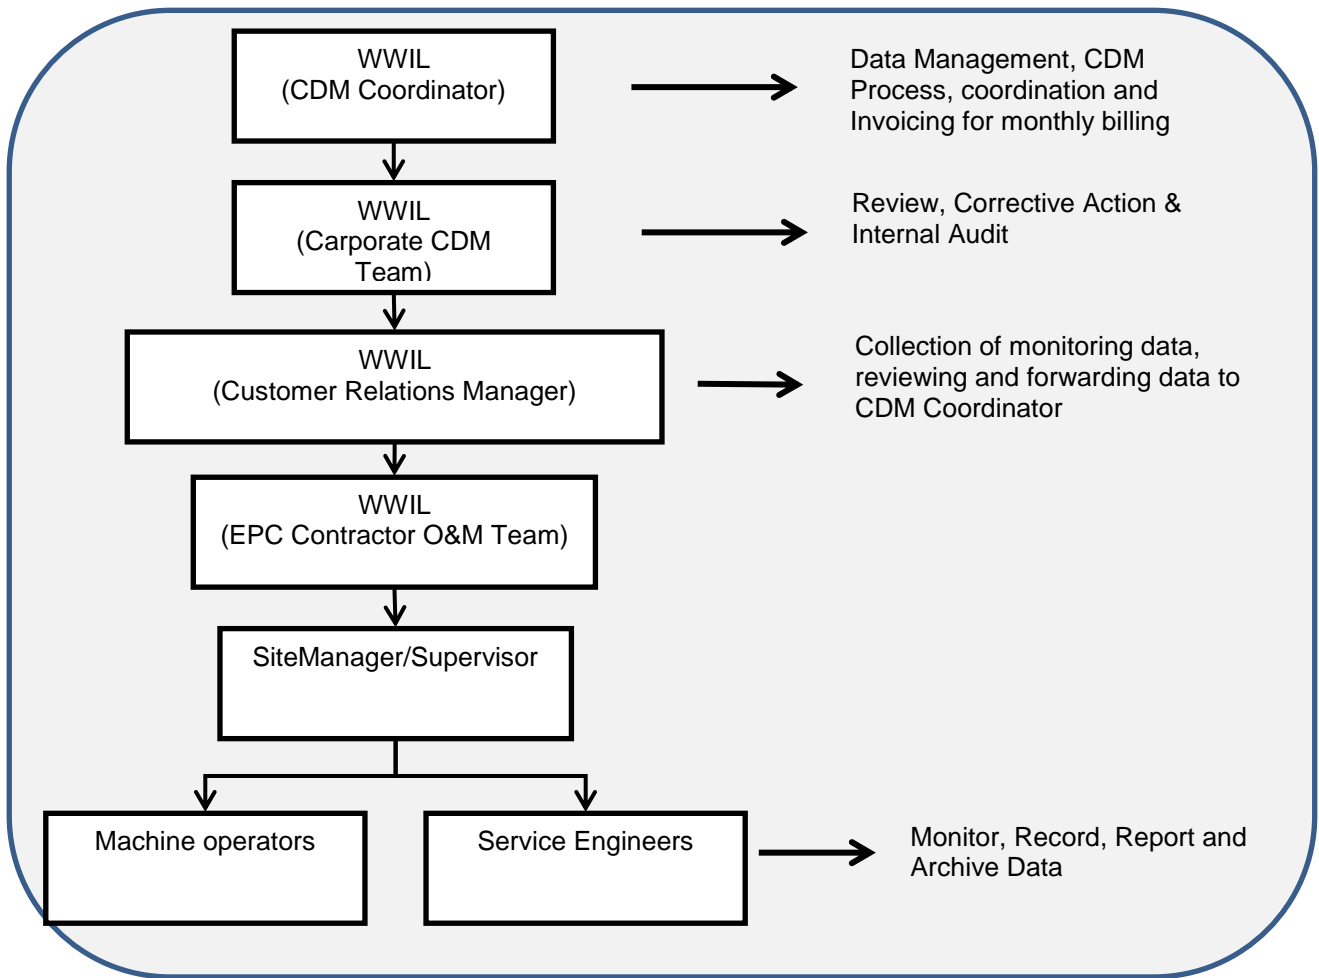 WWIL
(CDM Coordinator)
Data Management, CDM
Process, coordination and
Invoicing for monthly billing
WWIL
(Carporate CDM
Team)
Review, Corrective Action &
Internal Audit
WWIL
(Customer Relations Manager)
Collection of monitoring data,
reviewing and forwarding data to
CDM Coordinator
WWIL
(EPC Contractor O&M Team)
SiteManager/Supervisor
Machine operators
Service Engineers
Monitor, Record, Report and
Archive Data